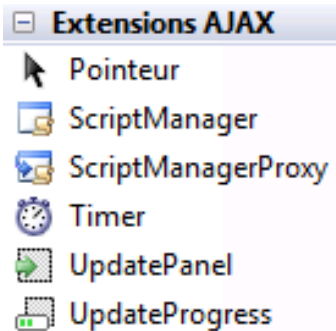 Extensions AJAX
Pointeur
ScriptManager
ScriptManagerProxy
Timer
UpdatePanel
UpdateProgress